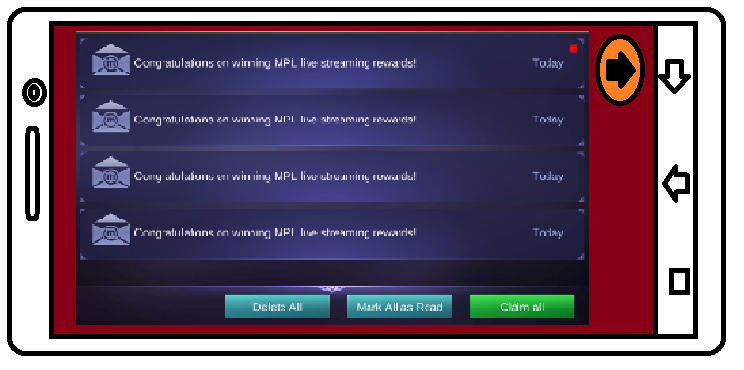 Congratulations on winning MPL live streaming rewards! Today
Congratulations on winning MPL live streaming rewards! Today
Congratulations on winning MPL live streaming rewards! Today
Congratulations on winning MPL live streaming rewards! Today
Delete All Mark All as Read Claim all